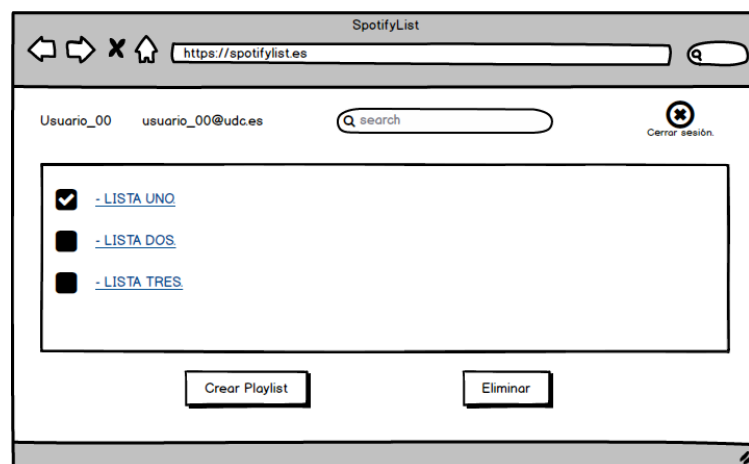 SpotifyList
https://spotifylist.es
Usuario_00 usuario_00@udc.es search
Cerrar sesión.
- LISTA UNO.
- LISTA DOS.
- LISTA TRES.
Crear Playlist Eliminar